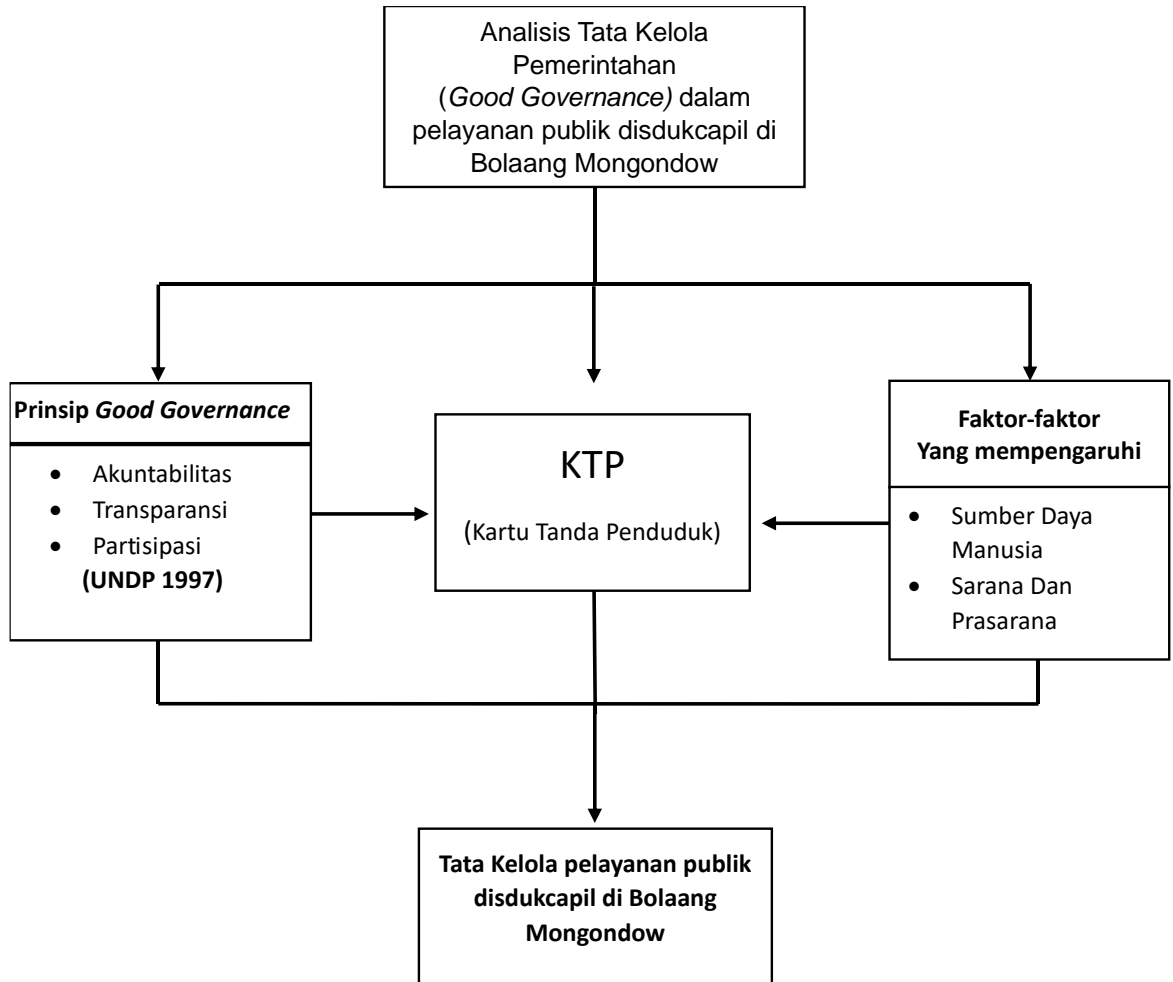 Analisis Tata Kelola
Pemerintahan
(Good Governance) dalam
pelayanan publik disdukcapil di
Bolaang Mongondow
Prinsip Good Governance
• Akuntabilitas
• Transparansi
• Partisipasi
(UNDP 1997)
KTP
(Kartu Tanda Penduduk)
Faktor-faktor
Yang mempengaruhi
• Sumber Daya
Manusia
• Sarana Dan
Prasarana
Tata Kelola pelayanan publik
disdukcapil di Bolaang
Mongondow